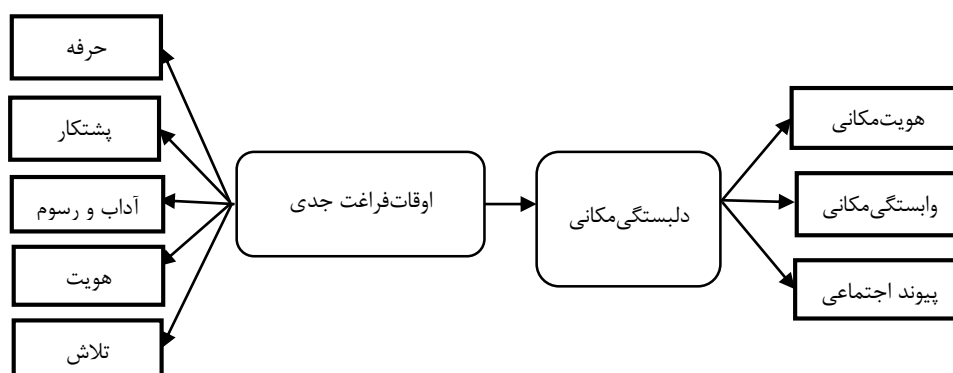 حرفه
پشتکار
آداب و رسوم
هویت
تلاش
اوقات‌فراغت جدی
دلبستگی‌مکانی
هویت‌مکانی
وابستگی‌مکانی
پیوند اجتماعی